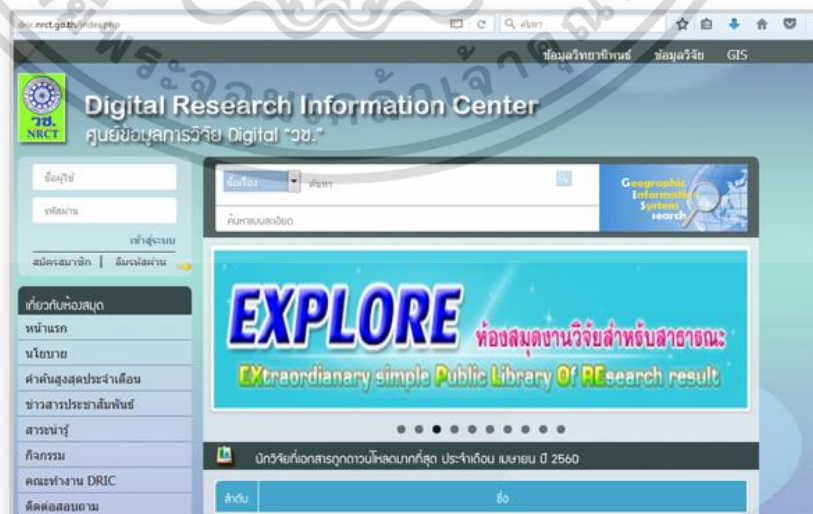 dric.nrct.go.th/index.php
ค้นหา
ข้อมูลวิทยานิพนธ์ ข้อมูลวิจัย GIS
วช.
NRCT
Digital Research Information Center
ศูนย์ข้อมูลการวิจัย Digital "วช."
ชื่อผู้ใช้
รหัสผ่าน
เข้าสู่ระบบ
สมัครสมาชิก | ลืมรหัสผ่าน
ชื่อเรื่อง ค้นหา
ค้นหาแบบละเอียด
Geographic
Information
System
search
เกี่ยวกับห้องสมุด
หน้าแรก
นโยบาย
คำค้นสูงสุดประจำเดือน
ข่าวสารประชาสัมพันธ์
สาระน่ารู้
กิจกรรม
คณะทำงาน DRIC
ติดต่อสอบถาม
EXPLORE ห้องสมุดงานวิจัยสำหรับสาธารณะ
EXtraordianary simple Public Library Of REsearch result
นักวิจัยที่เอกสารถูกดาวน์โหลดมากที่สุด ประจำเดือน เมษายน ปี 2560
ลำดับ ชื่อ